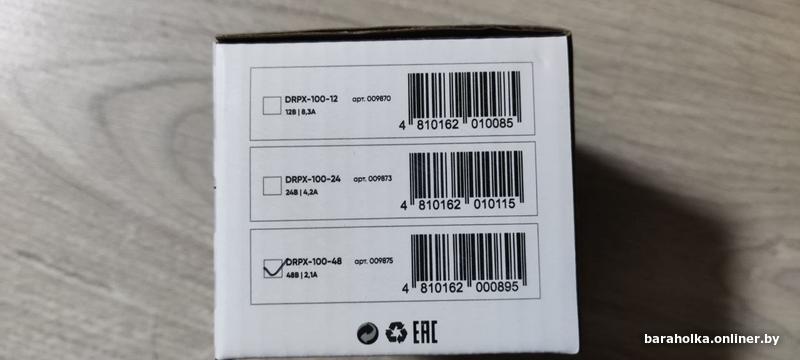 DRPX-100-12 арт. 009870
12В | 8,3А
4 810162 010085
DRPX-100-24 арт. 009873
24В | 4,2А
4 810162 010115
DRPX-100-48 арт. 009875
48В | 2,1А
4 810162 000895
EAC
baraholka.onliner.by